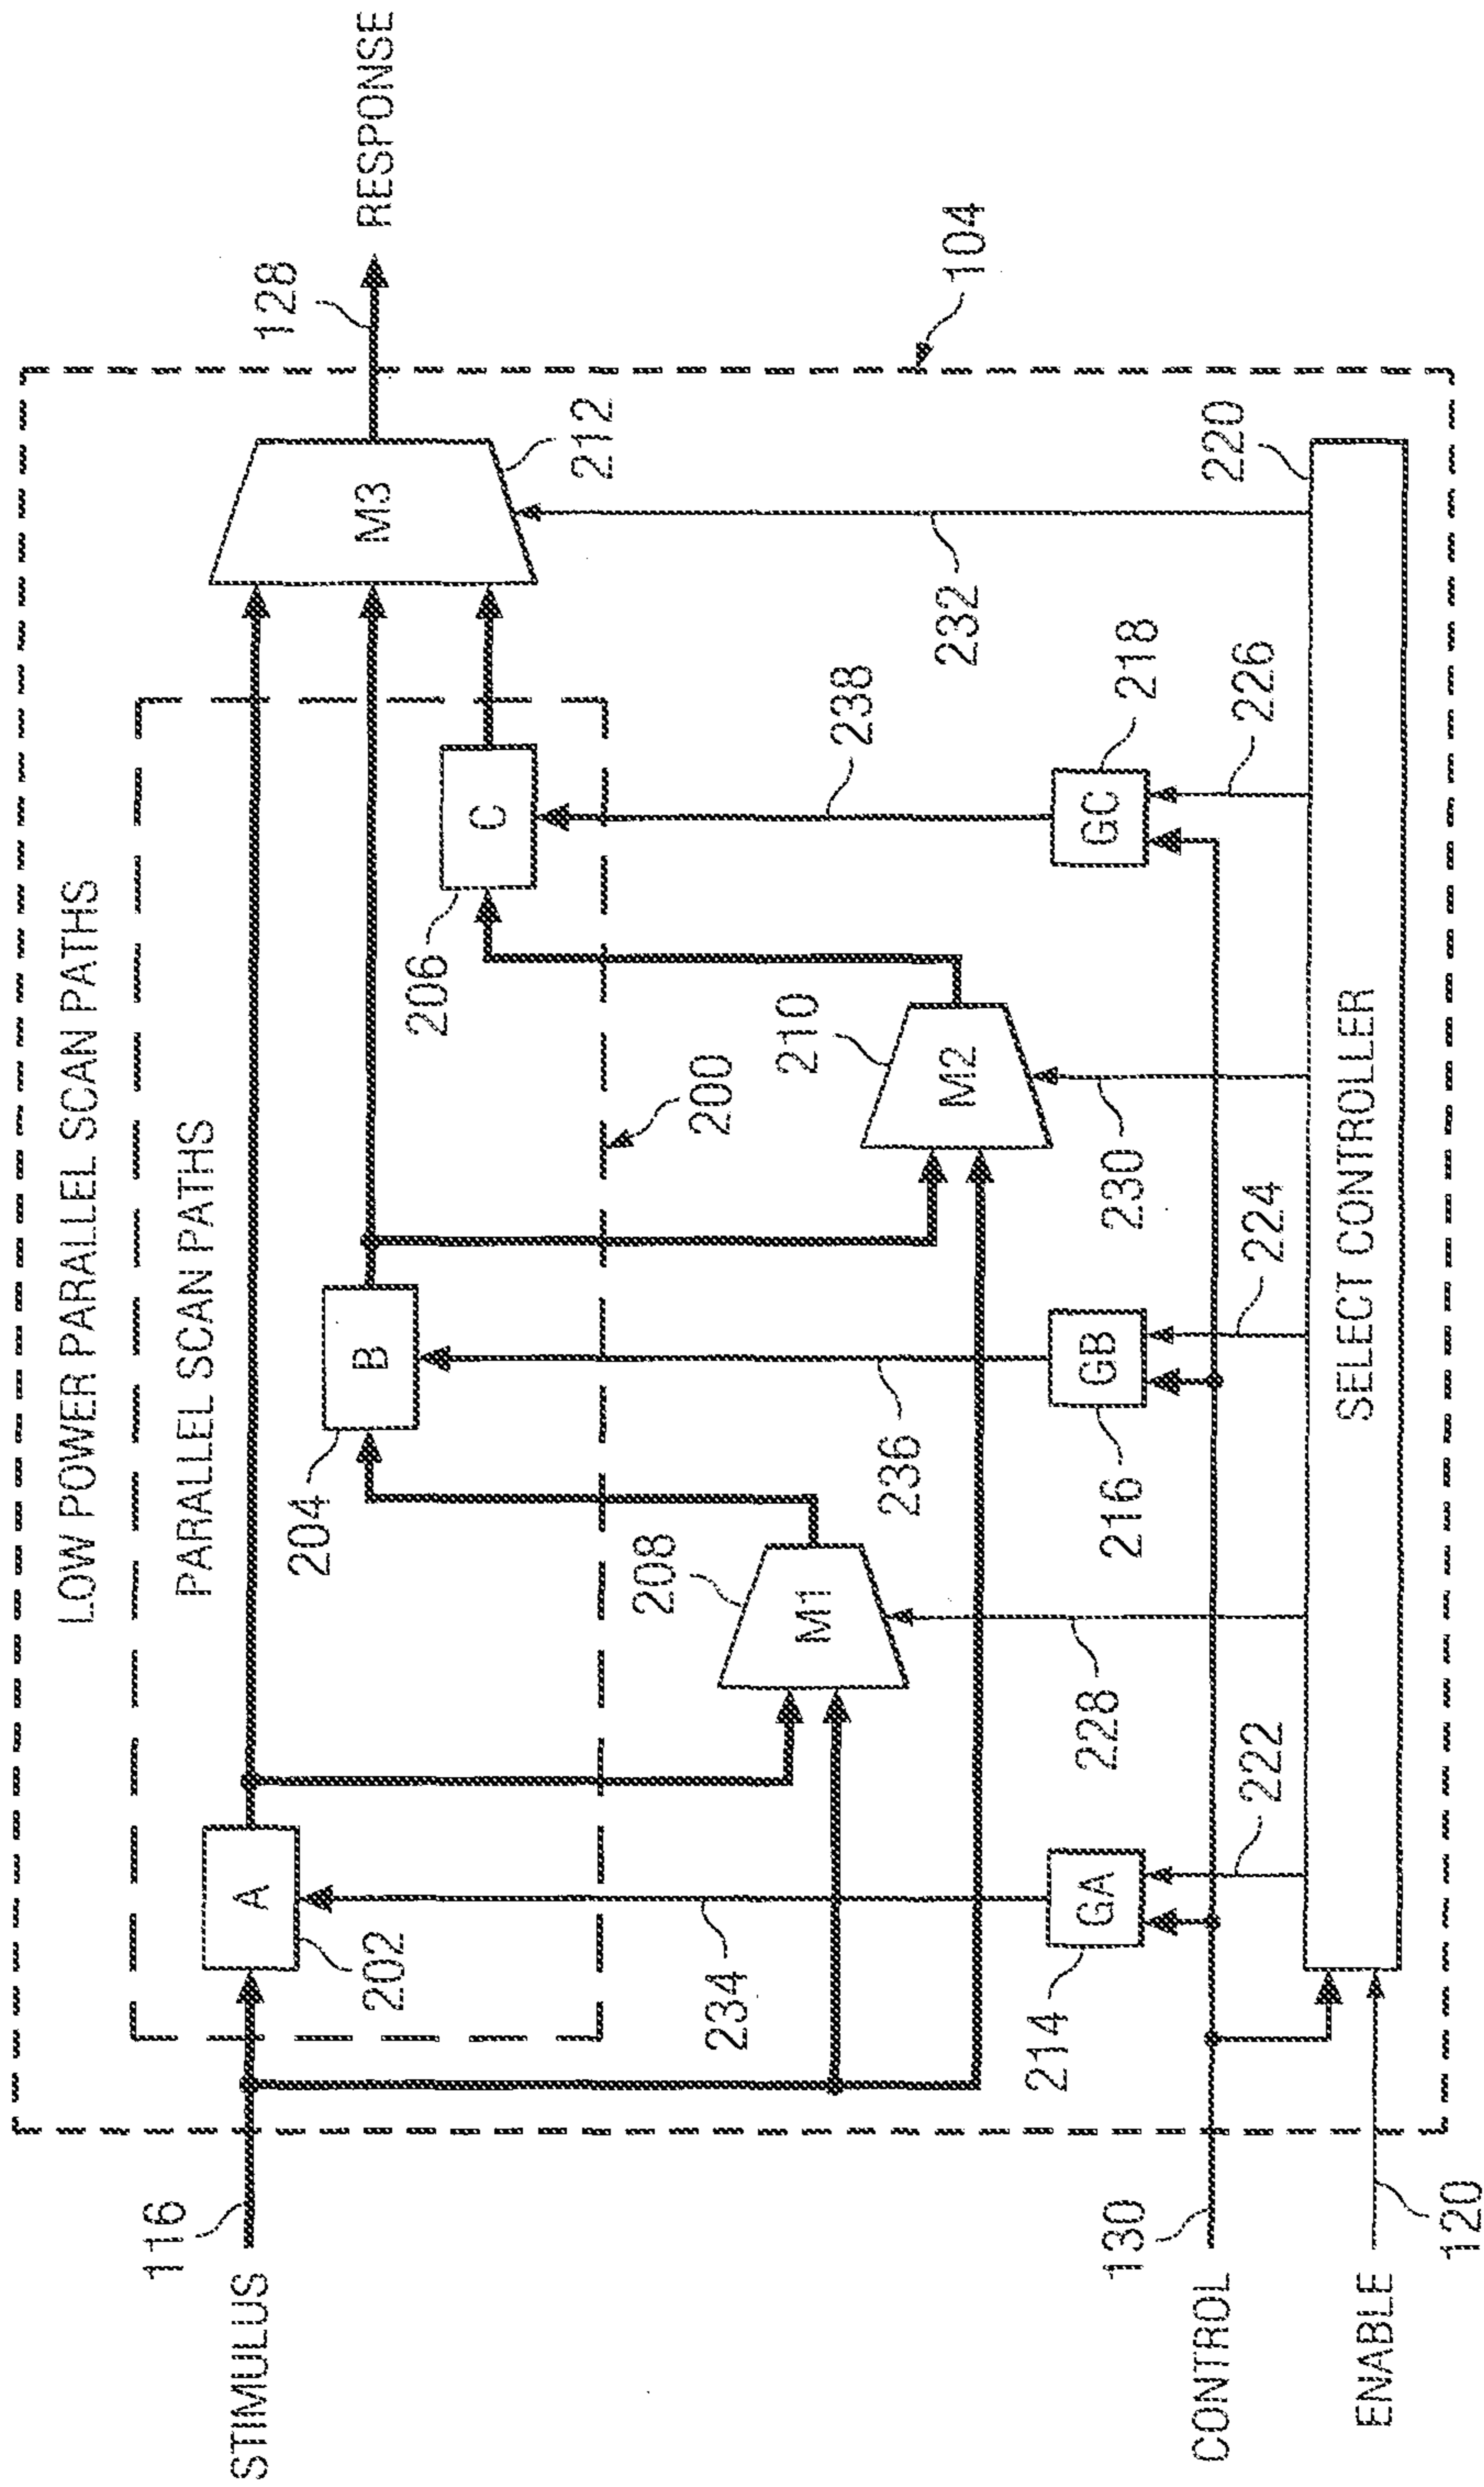 LOW POWER PARALLEL SCAN PATHS
PARALLEL SCAN PATHS
STIMULUS
116
A
202
B
204
C
206
M3
212
128
RESPONSE
M1
208
M2
210
200
104
234
236
238
232
GA
214
GB
216
GC
218
222
228
224
230
226
220
CONTROL
130
ENABLE
120
SELECT CONTROLLER